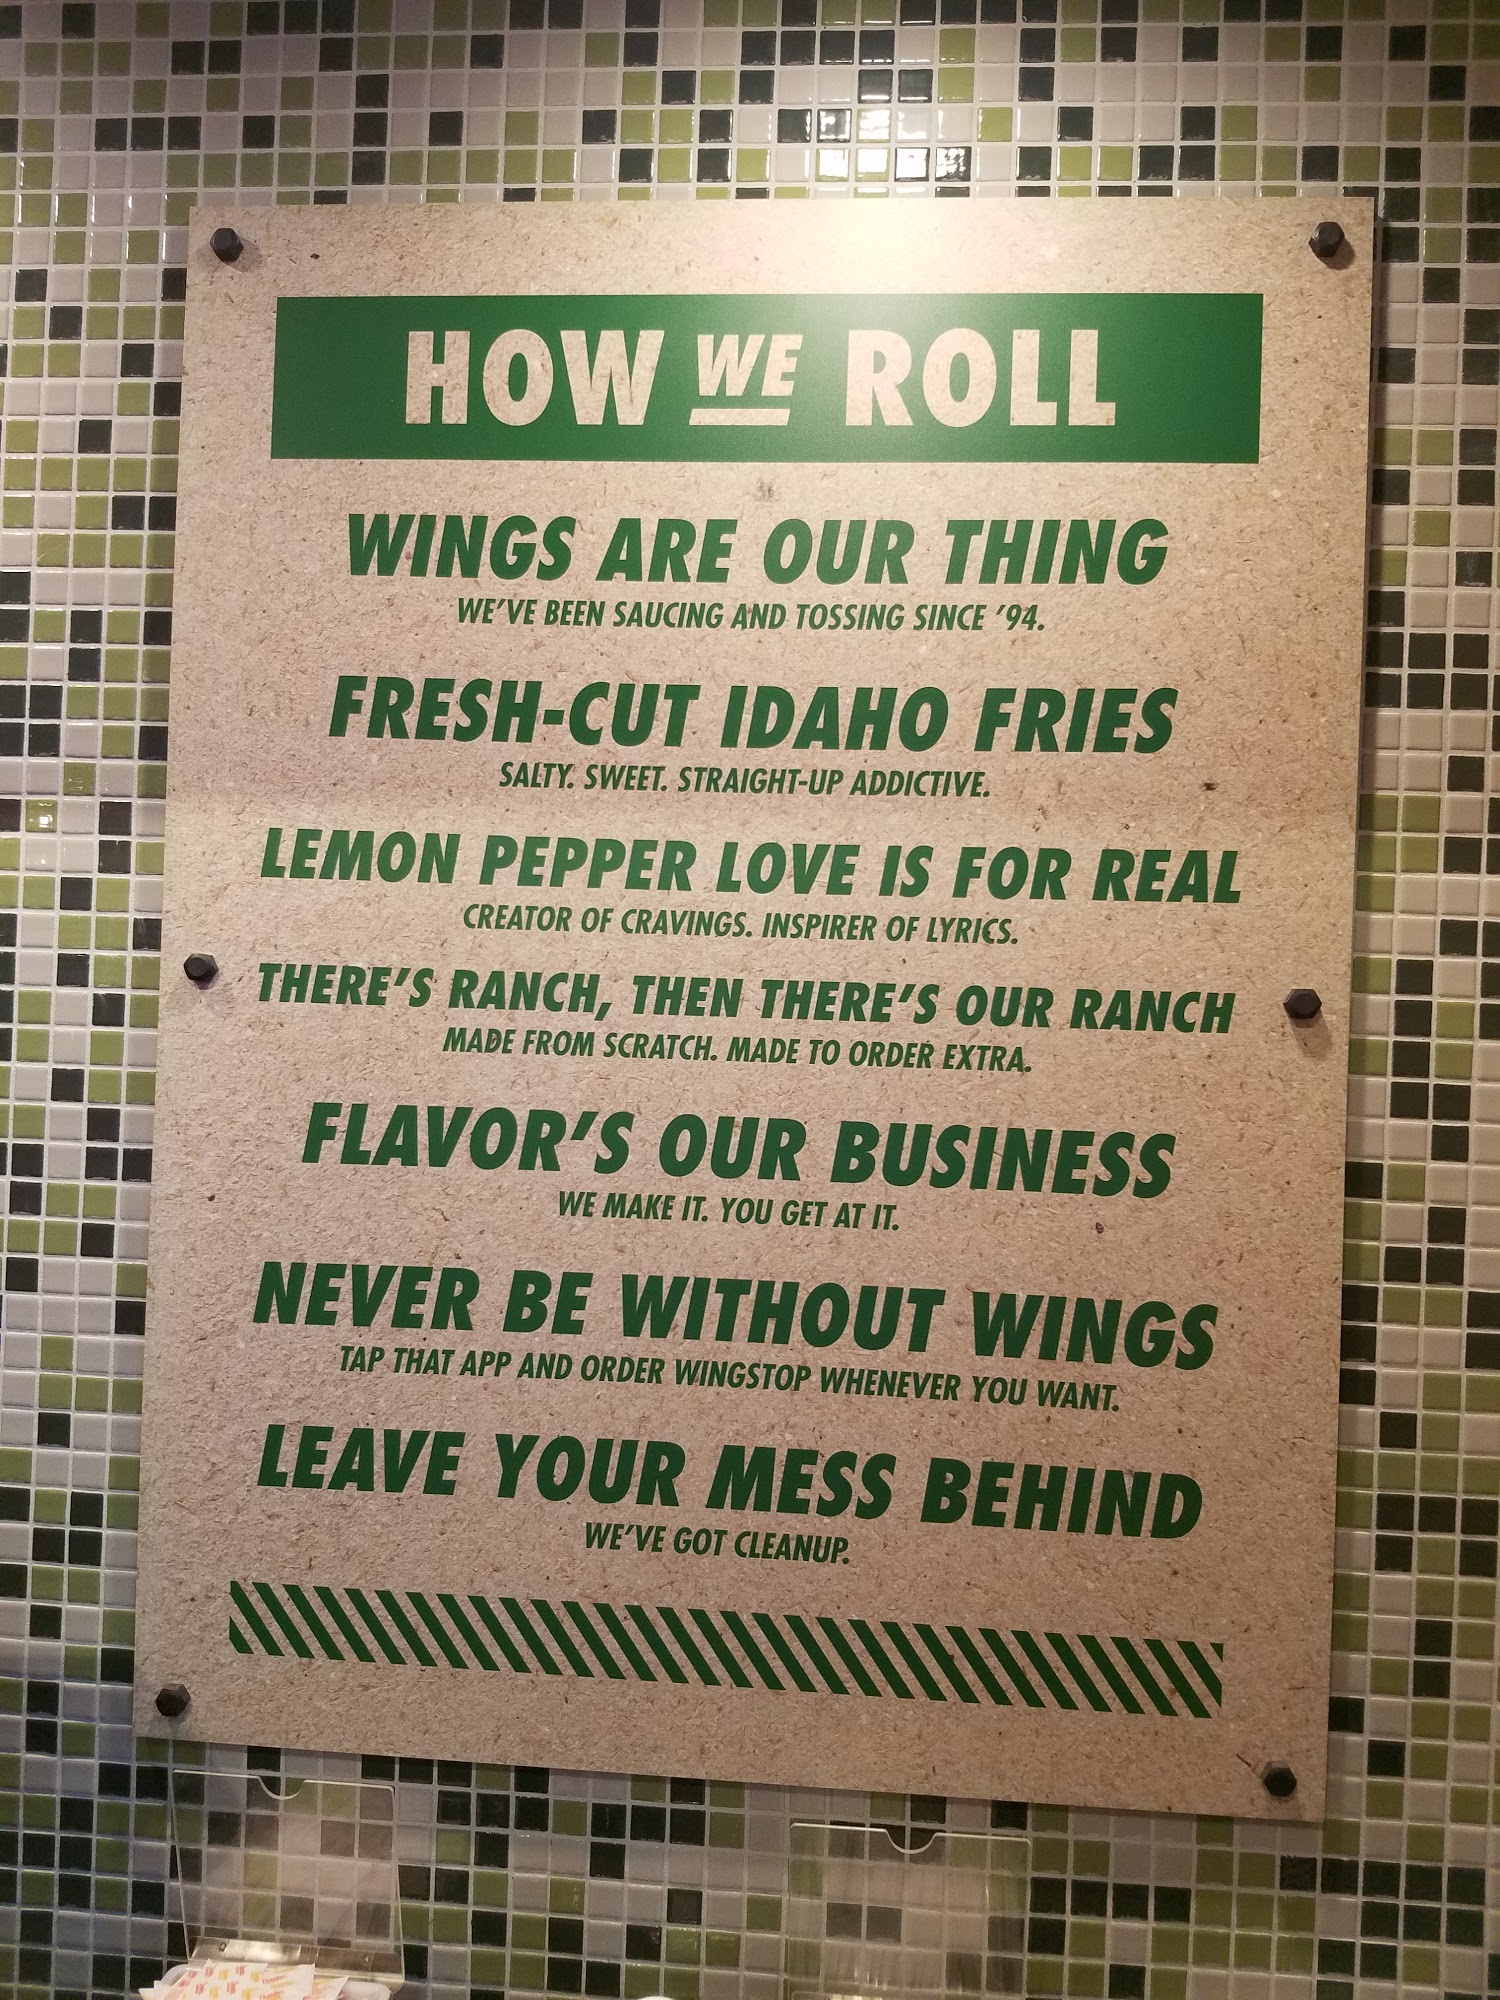 HOW WE ROLL
WINGS ARE OUR THING
WE'VE BEEN SAUCING AND TOSSING SINCE '94.
FRESH-CUT IDAHO FRIES
SALTY. SWEET. STRAIGHT-UP ADDICTIVE.
LEMON PEPPER LOVE IS FOR REAL
CREATOR OF CRAVINGS. INSPIRER OF LYRICS.
THERE'S RANCH, THEN THERE'S OUR RANCH
MADE FROM SCRATCH. MADE TO ORDER EXTRA.
FLAVOR'S OUR BUSINESS
WE MAKE IT. YOU GET AT IT.
NEVER BE WITHOUT WINGS
TAP THAT APP AND ORDER WINGSTOP WHENEVER YOU WANT.
LEAVE YOUR MESS BEHIND
WE'VE GOT CLEANUP.